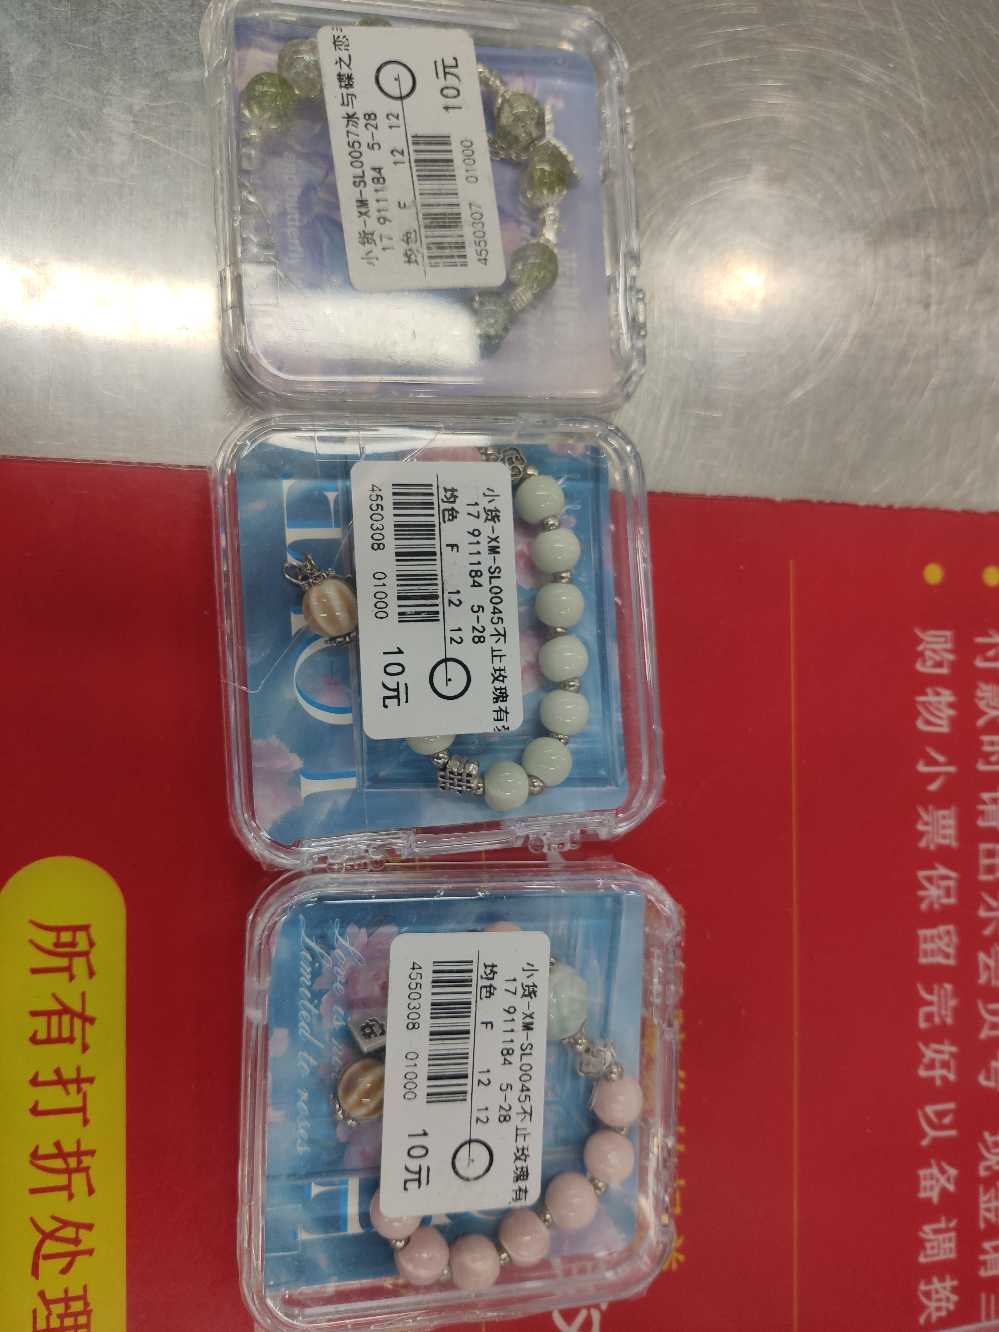 小货-XM-SL0057冰与蝶之恋
17 911184 5-28
均色 F 12 12
4550307 01000
10元
小货-XM-SL0045不止玫瑰有
17 911184 5-28
均色 F 12 12
4550308 01000
10元
小货-XM-SL0045不止玫瑰有
17 911184 5-28
均色 F 12 12
4550308 01000
10元
Love is
Limited to roses
购物小票保留完好以备调换
所有打折处理